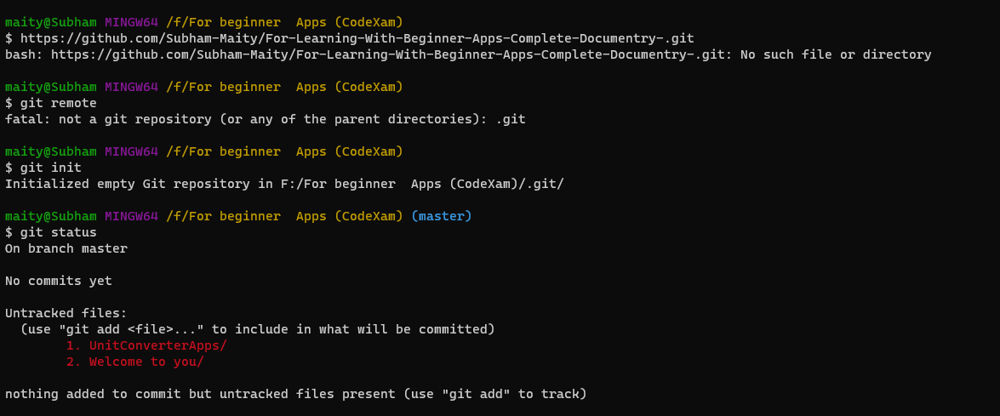 maity@Subham MINGW64 /f/For beginner  Apps (CodeXam)
$ https://github.com/Subham-Maity/For-Learning-With-Beginner-Apps-Complete-Documentry-.git
bash: https://github.com/Subham-Maity/For-Learning-With-Beginner-Apps-Complete-Documentry-.git: No such file or directory
maity@Subham MINGW64 /f/For beginner  Apps (CodeXam)
$ git remote
fatal: not a git repository (or any of the parent directories): .git
maity@Subham MINGW64 /f/For beginner  Apps (CodeXam)
$ git init
Initialized empty Git repository in F:/For beginner  Apps (CodeXam)/.git/
maity@Subham MINGW64 /f/For beginner  Apps (CodeXam) (master)
$ git status
On branch master
No commits yet
Untracked files:
  (use "git add <file>..." to include in what will be committed)
        1. UnitConverterApps/
        2. Welcome to you/
nothing added to commit but untracked files present (use "git add" to track)